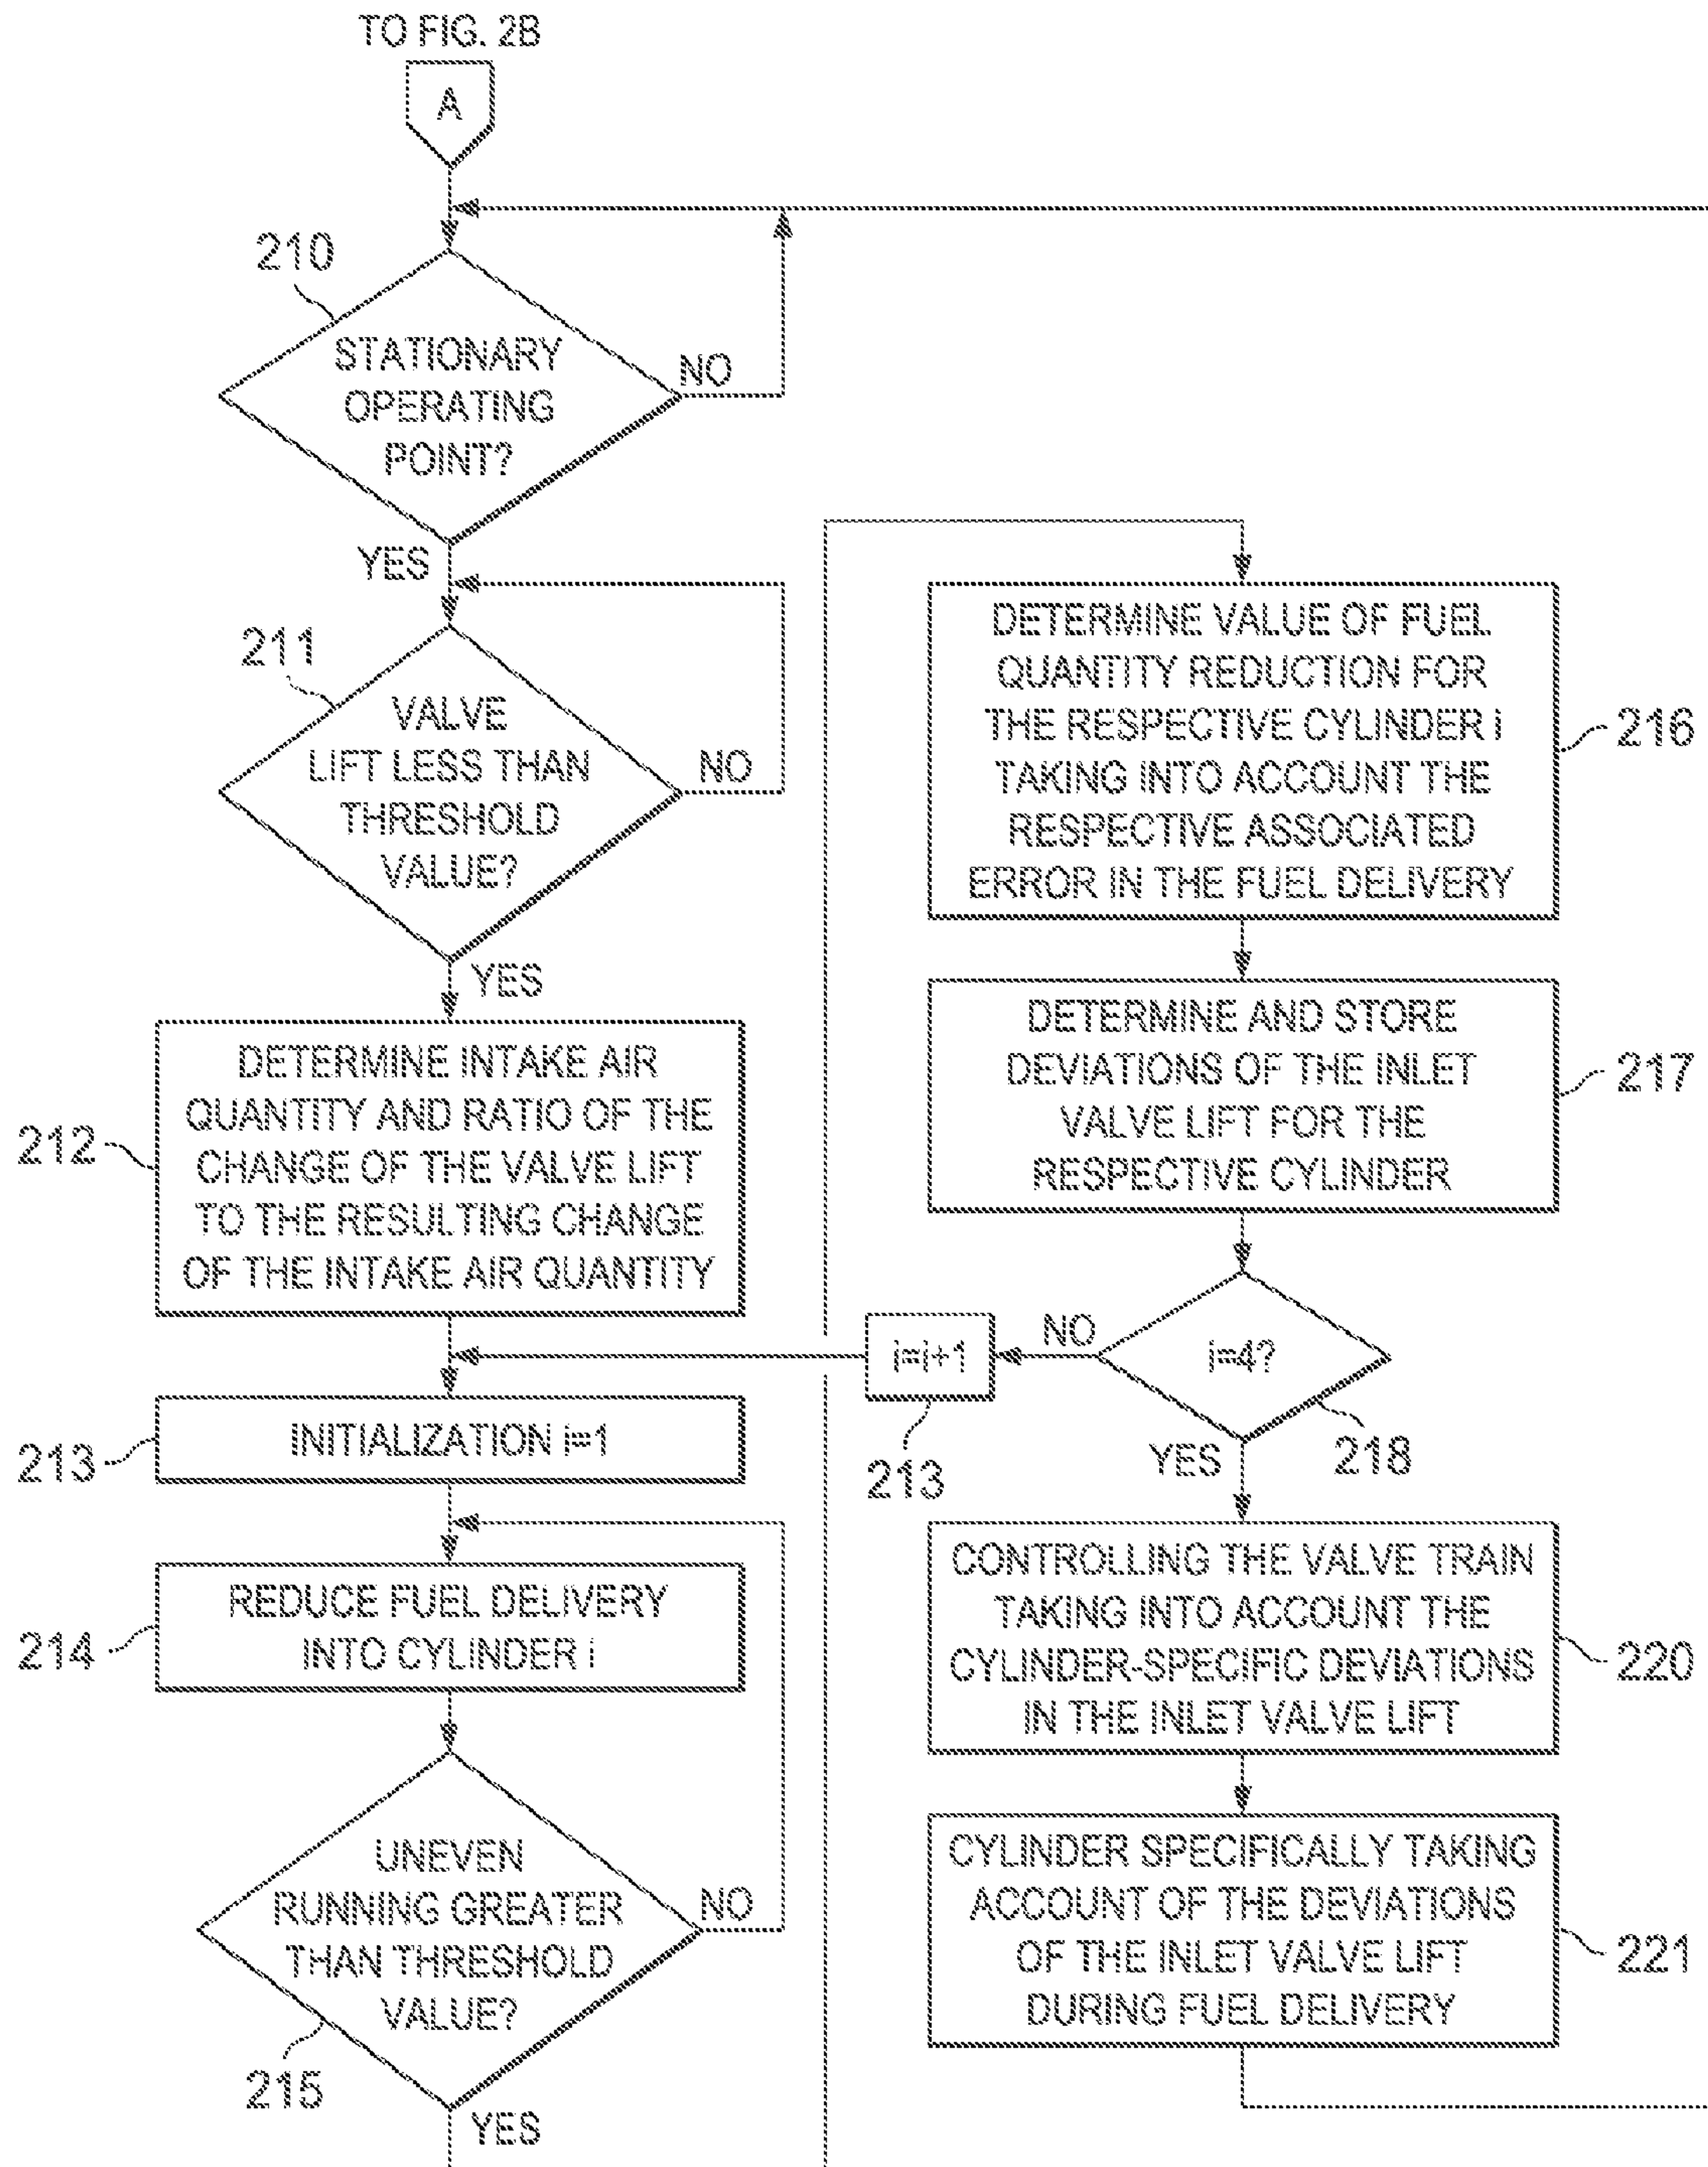 TO FIG. 2B
A
210
STATIONARY
OPERATING
POINT?
NO
YES
211
VALVE
LIFT LESS THAN
THRESHOLD
VALUE?
NO
YES
212
DETERMINE INTAKE AIR
QUANTITY AND RATIO OF THE
CHANGE OF THE VALVE LIFT
TO THE RESULTING CHANGE
OF THE INTAKE AIR QUANTITY
213
INITIALIZATION i=1
214
REDUCE FUEL DELIVERY
INTO CYLINDER i
UNEVEN
RUNNING GREATER
THAN THRESHOLD
VALUE?
NO
215
YES
DETERMINE VALUE OF FUEL
QUANTITY REDUCTION FOR
THE RESPECTIVE CYLINDER i
TAKING INTO ACCOUNT THE
RESPECTIVE ASSOCIATED
ERROR IN THE FUEL DELIVERY
216
DETERMINE AND STORE
DEVIATIONS OF THE INLET
VALVE LIFT FOR THE
RESPECTIVE CYLINDER
217
i=4?
NO
i=i+1
213
218
YES
CONTROLLING THE VALVE TRAIN
TAKING INTO ACCOUNT THE
CYLINDER-SPECIFIC DEVIATIONS
IN THE INLET VALVE LIFT
220
CYLINDER SPECIFICALLY TAKING
ACCOUNT OF THE DEVIATIONS
OF THE INLET VALVE LIFT
DURING FUEL DELIVERY
221